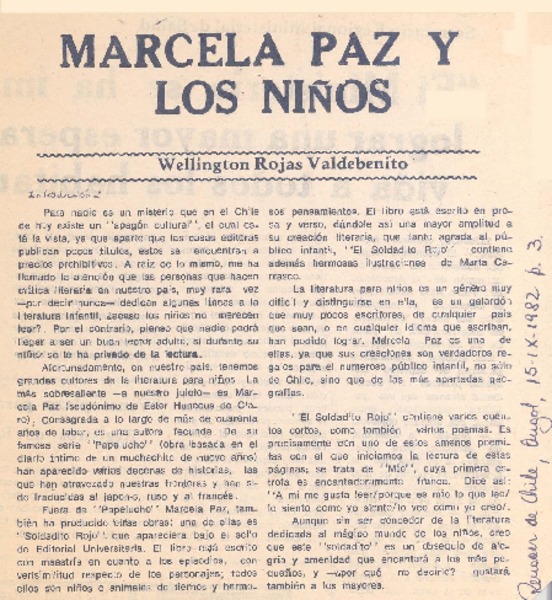 MARCELA PAZ Y
LOS NIÑOS
Wellington Rojas Valdebenito
Para nadie es un misterio que en el Chile
de hoy existe un "apagón cultural", el cual es-
tá la vista, ya que aparte que las casas editoras
publican pocos títulos, estos se encuentran a
precios prohibitivos. A raíz de lo mismo, me ha
llamado la atención que las personas que hacen
crítica literaria en nuestro país, muy rara vez
—por decir nunca— dedican algunas líneas a la
literatura infantil, ¿acaso los niños no merecen
leer?. Por el contrario, pienso que nadie podrá
llegar a ser un buen lector adulto, si durante su
niñez se le ha privado de la lectura.
Afortunadamente, en nuestro país, tenemos
grandes cultores de la literatura para niños. La
más sobresaliente —a nuestro juicio— es Mar-
cela Paz (seudónimo de Ester Huneeus de Cla-
ro). Consagrada a lo largo de más de cuarenta
años de labor, es una autora fecunda. De su
famosa serie "Papelucho" (obra basada en el
diario íntimo de un muchachito de nueve años)
han aparecido varias decenas de historias, las
que han atravezado nuestras fronteras y han si-
do traducidas al japonés, ruso y al francés.
Fuera de "Papelucho" Marcela Paz, tam-
bién ha producido otras obras; una de ellas es
"Soldadito Rojo" que apareciera bajo el sello
de Editorial Universitaria. El libro está escrito
con maestría en cuanto a los episodios, con
verisimilitud respecto de los personajes; todos
ellos son niños o animales de tiernos y hermo-
sos pensamientos. El libro está escrito en pro-
sa y verso, dándole así una mayor amplitud a
su creación literaria, que tanto agrada al pú-
blico infantil. "El Soldadito Rojo" contiene
además hermosas ilustraciones de Marta Ca-
rrasco.
La literatura para niños es un género muy
difícil y distinguirse en ella, es un galardón
que muy pocos escritores, de cualquier país
que sean, o en cualquier idioma que escriban,
han podido lograr. Marcela Paz es una de
ellas, ya que sus creaciones son verdaderos re-
galos para el numeroso público infantil, no sólo
de Chile, sino que de las más apartadas geo-
grafías.
"El Soldadito Rojo" contiene varios cuen-
tos cortos, como también varios poemas. Es
precisamente con uno de estos amenos poemas
con el que iniciamos la lectura de estas
páginas; se trata de "Mío", cuya primera es-
trofa es encantadoramente franca. Dice así:
"A mí me gusta leer/porque es mío lo que leo/
lo siento como yo siento/lo veo como yo creo/.
Aunque sin ser conocedor de la literatura
dedicada al mágico mundo de los niños, creo
que este "soldadito" es un obsequio de ale-
gría y amenidad que encantará a los más pe-
queños, y —¿por qué no decirlo? gustará
también a los mayores.
Renacer de Chile, Angol, 15-IX-1982 p. 3.